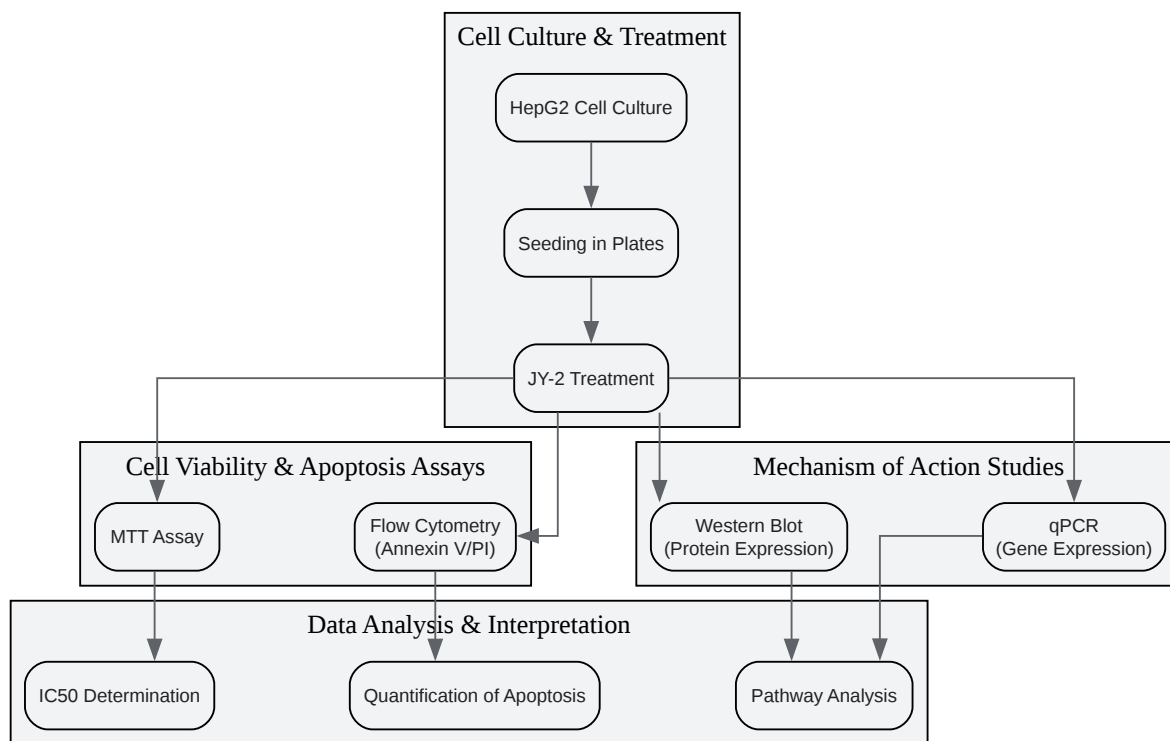 Cell Culture & Treatment
HepG2 Cell Culture
Seeding in Plates
JY-2 Treatment
Cell Viability & Apoptosis Assays
MTT Assay
Flow Cytometry
(Annexin V/PI)
Mechanism of Action Studies
Western Blot
(Protein Expression)
qPCR
(Gene Expression)
Data Analysis & Interpretation
IC50 Determination
Quantification of Apoptosis
Pathway Analysis